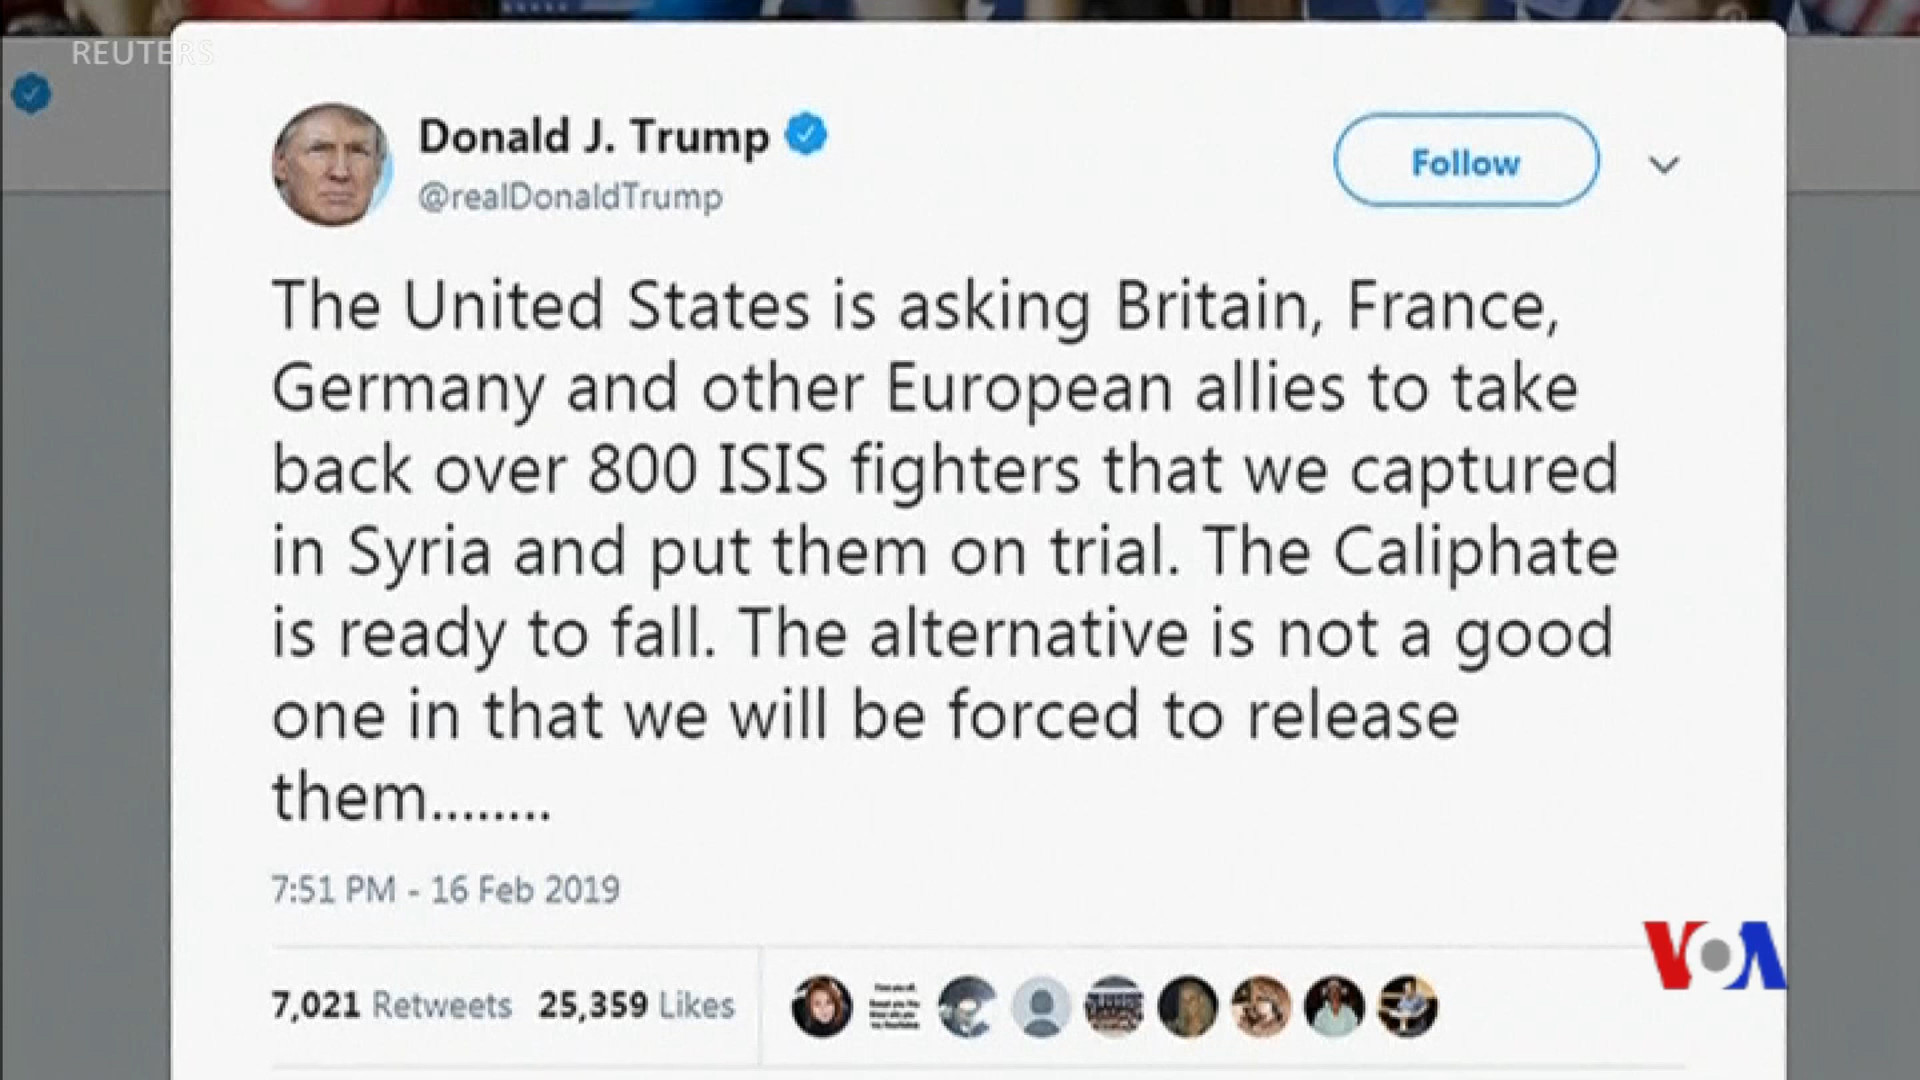 REUTERS
Donald J. Trump
@realDonaldTrump
Follow
The United States is asking Britain, France,
Germany and other European allies to take
back over 800 ISIS fighters that we captured
in Syria and put them on trial. The Caliphate
is ready to fall. The alternative is not a good
one in that we will be forced to release
them........
7:51 PM - 16 Feb 2019
7,021 Retweets 25,359 Likes
VOA